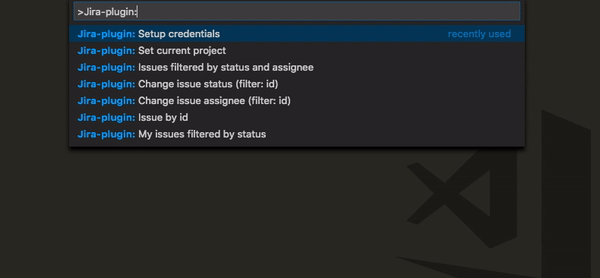 >Jira-plugin:
Jira-plugin: Setup credentials recently used
Jira-plugin: Set current project
Jira-plugin: Issues filtered by status and assignee
Jira-plugin: Change issue status (filter: id)
Jira-plugin: Change issue assignee (filter: id)
Jira-plugin: Issue by id
Jira-plugin: My issues filtered by status